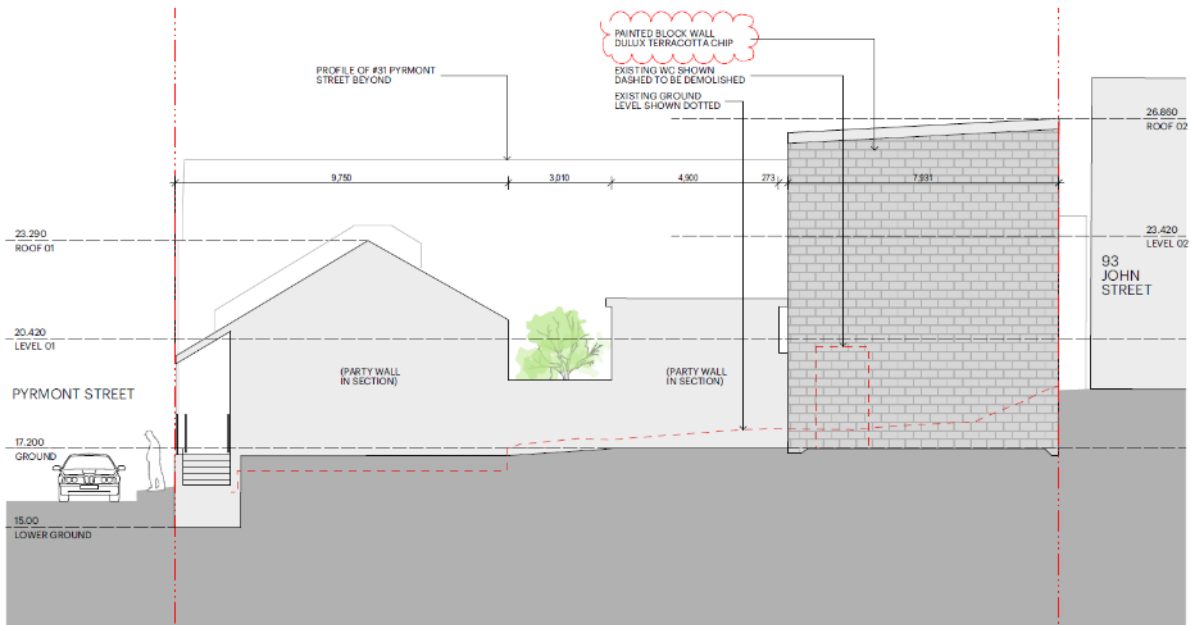 PAINTED BLOCK WALL
DULUX TERRACOTTA CHIP
PROFILE OF #31 PYRMONT
STREET BEYOND
EXISTING WC SHOWN
DASHED TO BE DEMOLISHED
EXISTING GROUND
LEVEL SHOWN DOTTED
26.860
ROOF 02
9,750
3,010
4,900
273
7,931
23.290
ROOF 01
23.420
LEVEL 02
93
JOHN
STREET
20.420
LEVEL 01
(PARTY WALL
IN SECTION)
(PARTY WALL
IN SECTION)
PYRMONT STREET
17.200
GROUND
15.00
LOWER GROUND